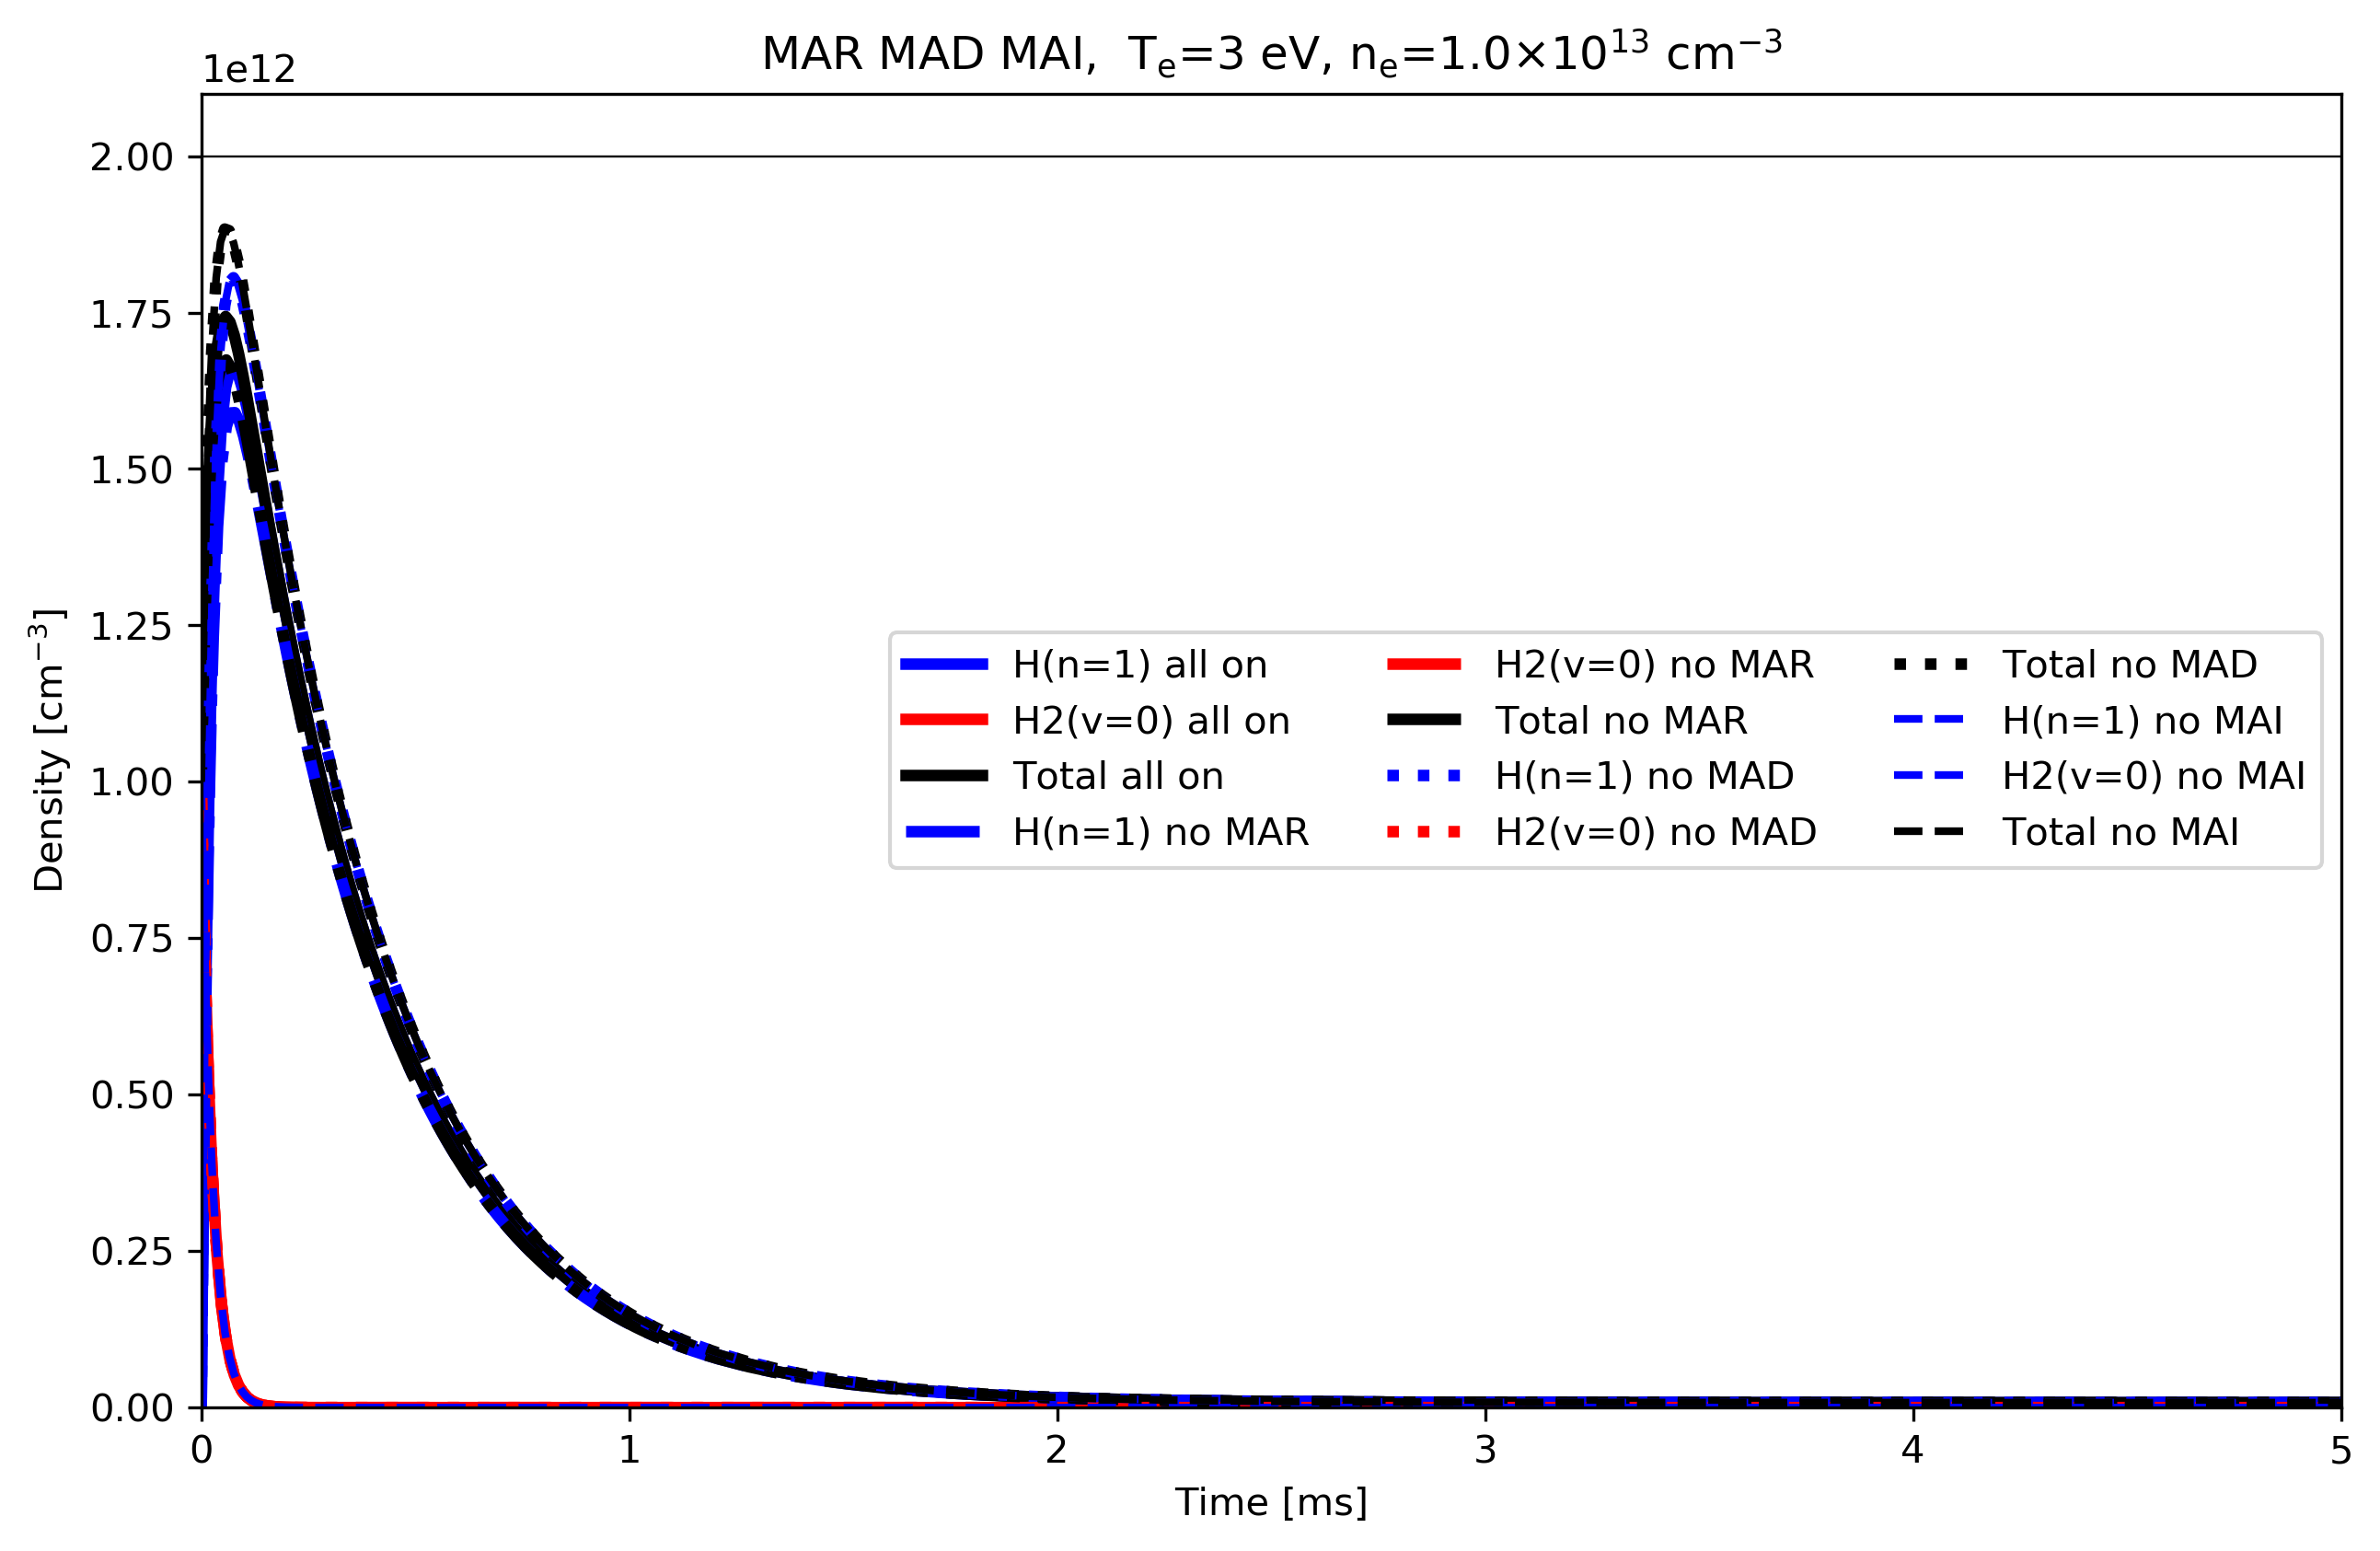 MAR MAD MAI, Tₑ=3 eV, nₑ=1.0×10¹³ cm⁻³
1e12
2.00
1.75
1.50
1.25
1.00
0.75
0.50
0.25
0.00
Density [cm⁻³]
H(n=1) all on
H2(v=0) all on
Total all on
H(n=1) no MAR
H2(v=0) no MAR
Total no MAR
H(n=1) no MAD
H2(v=0) no MAD
Total no MAD
H(n=1) no MAI
H2(v=0) no MAI
Total no MAI
0 1 2 3 4 5
Time [ms]